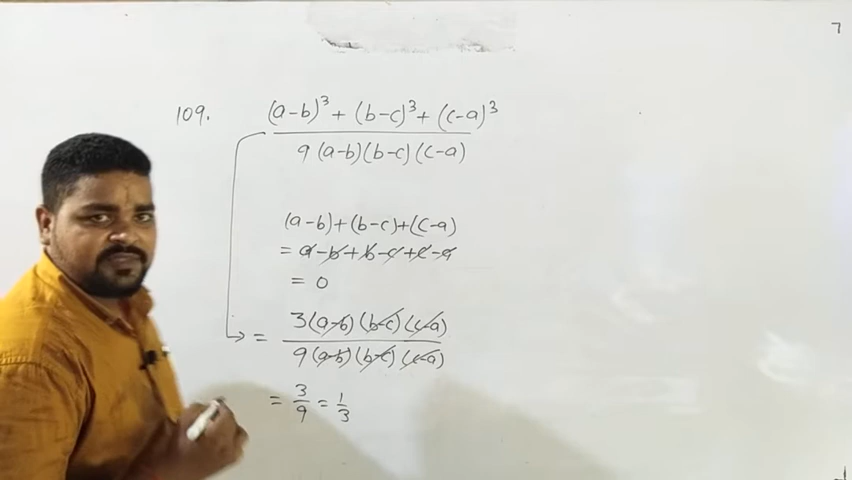 7
109. (a-b)³ + (b-c)³ + (c-a)³
9 (a-b)(b-c)(c-a)
(a-b)+(b-c)+(c-a)
= a-b+b-c+c-a
= 0
= 3(a-b)(b-c)(c-a)
9(a-b)(b-c)(c-a)
= 3/9 = 1/3